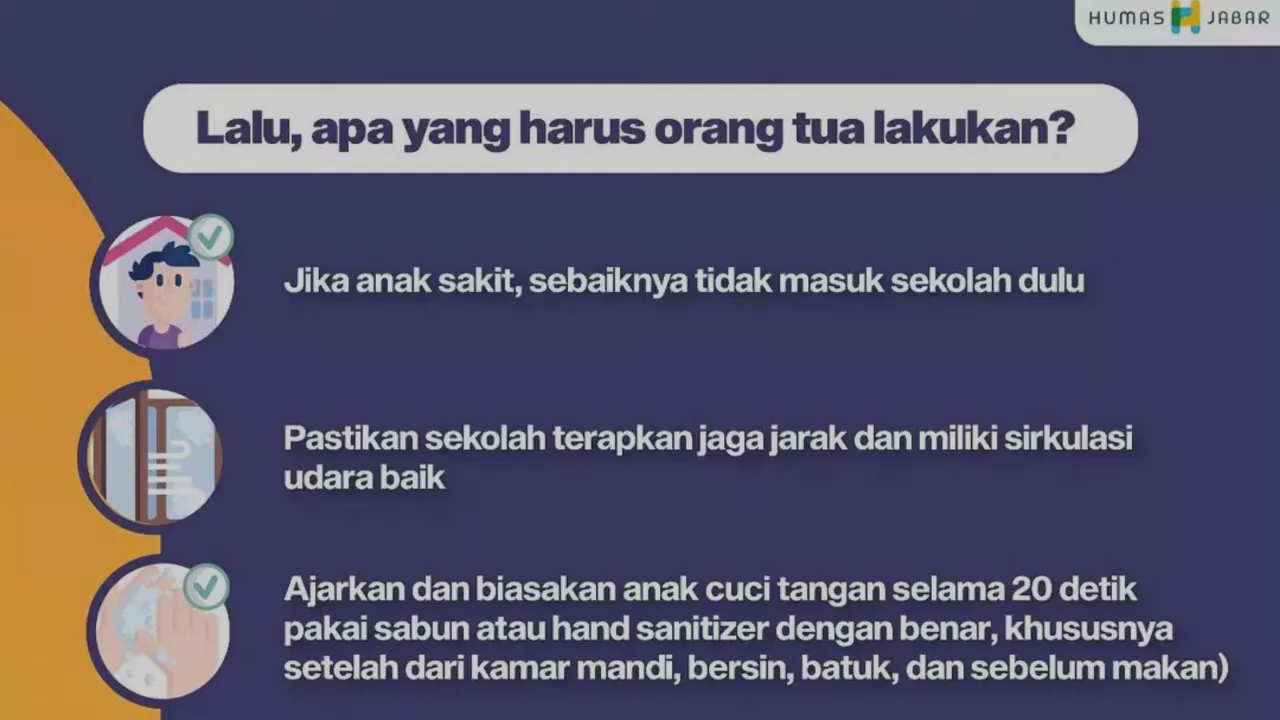 HUMAS JABAR
Lalu, apa yang harus orang tua lakukan?
Jika anak sakit, sebaiknya tidak masuk sekolah dulu
Pastikan sekolah terapkan jaga jarak dan miliki sirkulasi
udara baik
Ajarkan dan biasakan anak cuci tangan selama 20 detik
pakai sabun atau hand sanitizer dengan benar, khususnya
setelah dari kamar mandi, bersin, batuk, dan sebelum makan)